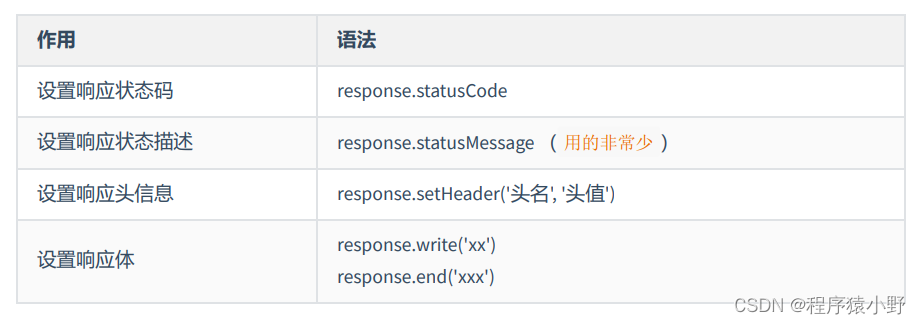 作用 语法
设置响应状态码 response.statusCode
设置响应状态描述 response.statusMessage （ 用的非常少 ）
设置响应头信息 response.setHeader('头名', '头值')
设置响应体 response.write('xx')
response.end('xxx')
CSDN @程序猿小野